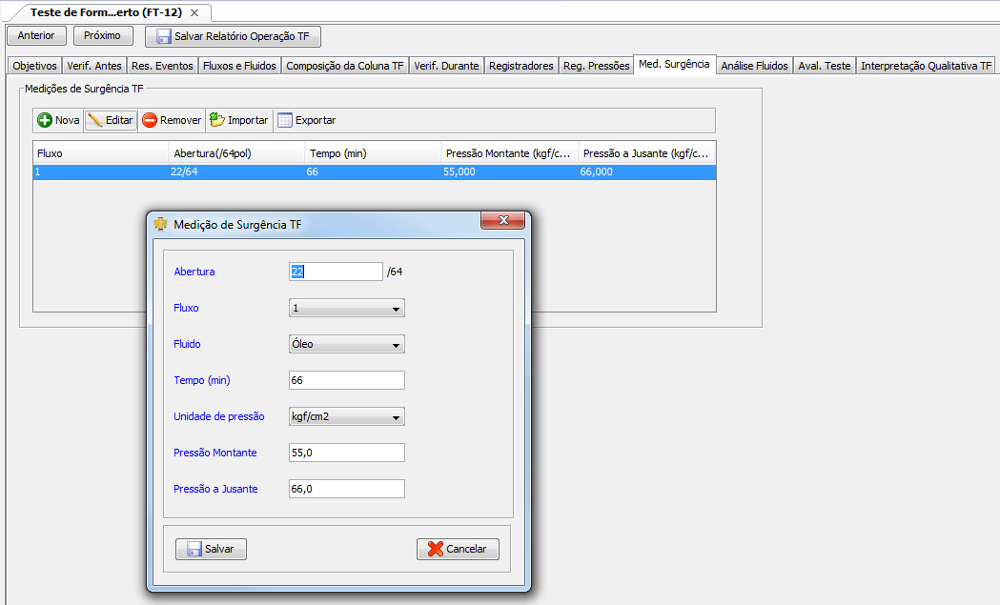 Teste de Form...erto (FT-12)
Anterior Próximo Salvar Relatório Operação TF
Objetivos Verif. Antes Res. Eventos Fluxos e Fluidos Composição da Coluna TF Verif. Durante Registradores Reg. Pressões Med. Surgência Análise Fluidos Aval. Teste Interpretação Qualitativa TF
Medições de Surgência TF
Nova Editar Remover Importar Exportar
Fluxo Abertura(/64pol) Tempo (min) Pressão Montante (kgf/c... Pressão a Jusante (kgf/c...
1 22/64 66 55,000 66,000
Medição de Surgência TF
Abertura 22 /64
Fluxo 1
Fluido Óleo
Tempo (min) 66
Unidade de pressão kgf/cm2
Pressão Montante 55,0
Pressão a Jusante 66,0
Salvar Cancelar